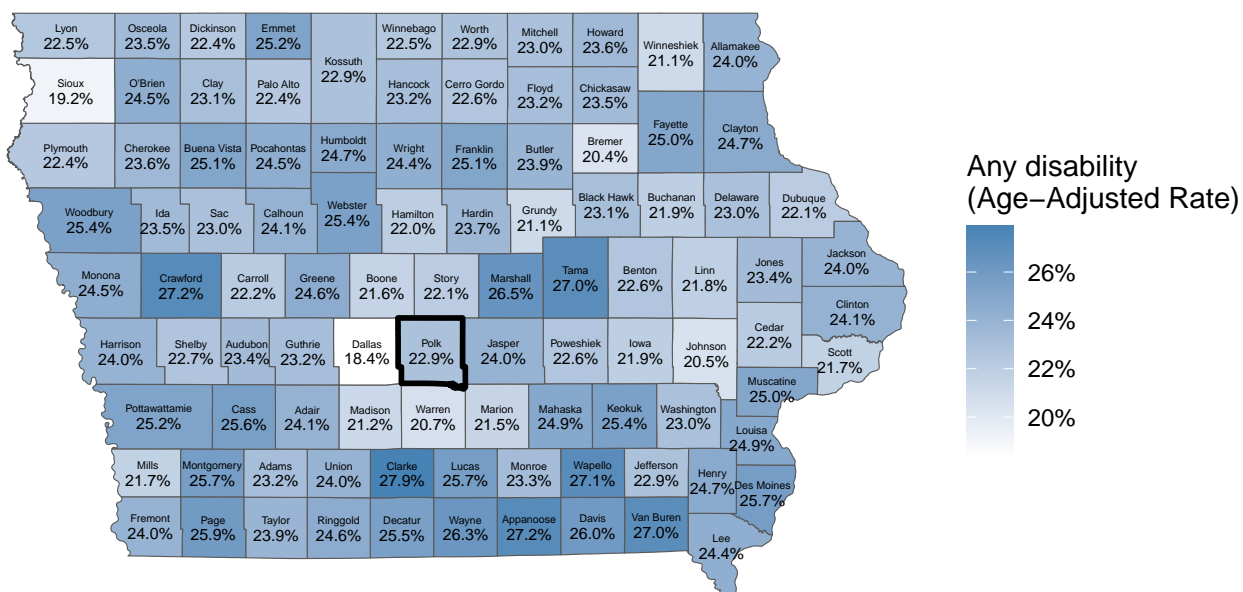 Lyon
22.5%
Osceola
23.5%
Dickinson
22.4%
Emmet
25.2%
Kossuth
22.9%
Winnebago
22.5%
Worth
22.9%
Mitchell
23.0%
Howard
23.6%
Winneshiek
21.1%
Allamakee
24.0%
Sioux
19.2%
O'Brien
24.5%
Clay
23.1%
Palo Alto
22.4%
Hancock
23.2%
Cerro Gordo
22.6%
Floyd
23.2%
Chickasaw
23.5%
Plymouth
22.4%
Cherokee
23.6%
Buena Vista
25.1%
Pocahontas
24.5%
Humboldt
24.7%
Wright
24.4%
Franklin
25.1%
Butler
23.9%
Bremer
20.4%
Fayette
25.0%
Clayton
24.7%
Woodbury
25.4%
Ida
23.5%
Sac
23.0%
Calhoun
24.1%
Webster
25.4%
Hamilton
22.0%
Hardin
23.7%
Grundy
21.1%
Black Hawk
23.1%
Buchanan
21.9%
Delaware
23.0%
Dubuque
22.1%
Monona
24.5%
Crawford
27.2%
Carroll
22.2%
Greene
24.6%
Boone
21.6%
Story
22.1%
Marshall
26.5%
Tama
27.0%
Benton
22.6%
Linn
21.8%
Jones
23.4%
Jackson
24.0%
Clinton
24.1%
Harrison
24.0%
Shelby
22.7%
Audubon
23.4%
Guthrie
23.2%
Dallas
18.4%
Polk
22.9%
Jasper
24.0%
Poweshiek
22.6%
Iowa
21.9%
Johnson
20.5%
Cedar
22.2%
Scott
21.7%
Muscatine
25.0%
Pottawattamie
25.2%
Cass
25.6%
Adair
24.1%
Madison
21.2%
Warren
20.7%
Marion
21.5%
Mahaska
24.9%
Keokuk
25.4%
Washington
23.0%
Louisa
24.9%
Mills
21.7%
Montgomery
25.7%
Adams
23.2%
Union
24.0%
Clarke
27.9%
Lucas
25.7%
Monroe
23.3%
Wapello
27.1%
Jefferson
22.9%
Henry
24.7%
Des Moines
25.7%
Fremont
24.0%
Page
25.9%
Taylor
23.9%
Ringgold
24.6%
Decatur
25.5%
Wayne
26.3%
Appanoose
27.2%
Davis
26.0%
Van Buren
27.0%
Lee
24.4%
Any disability
(Age−Adjusted Rate)
26%
24%
22%
20%